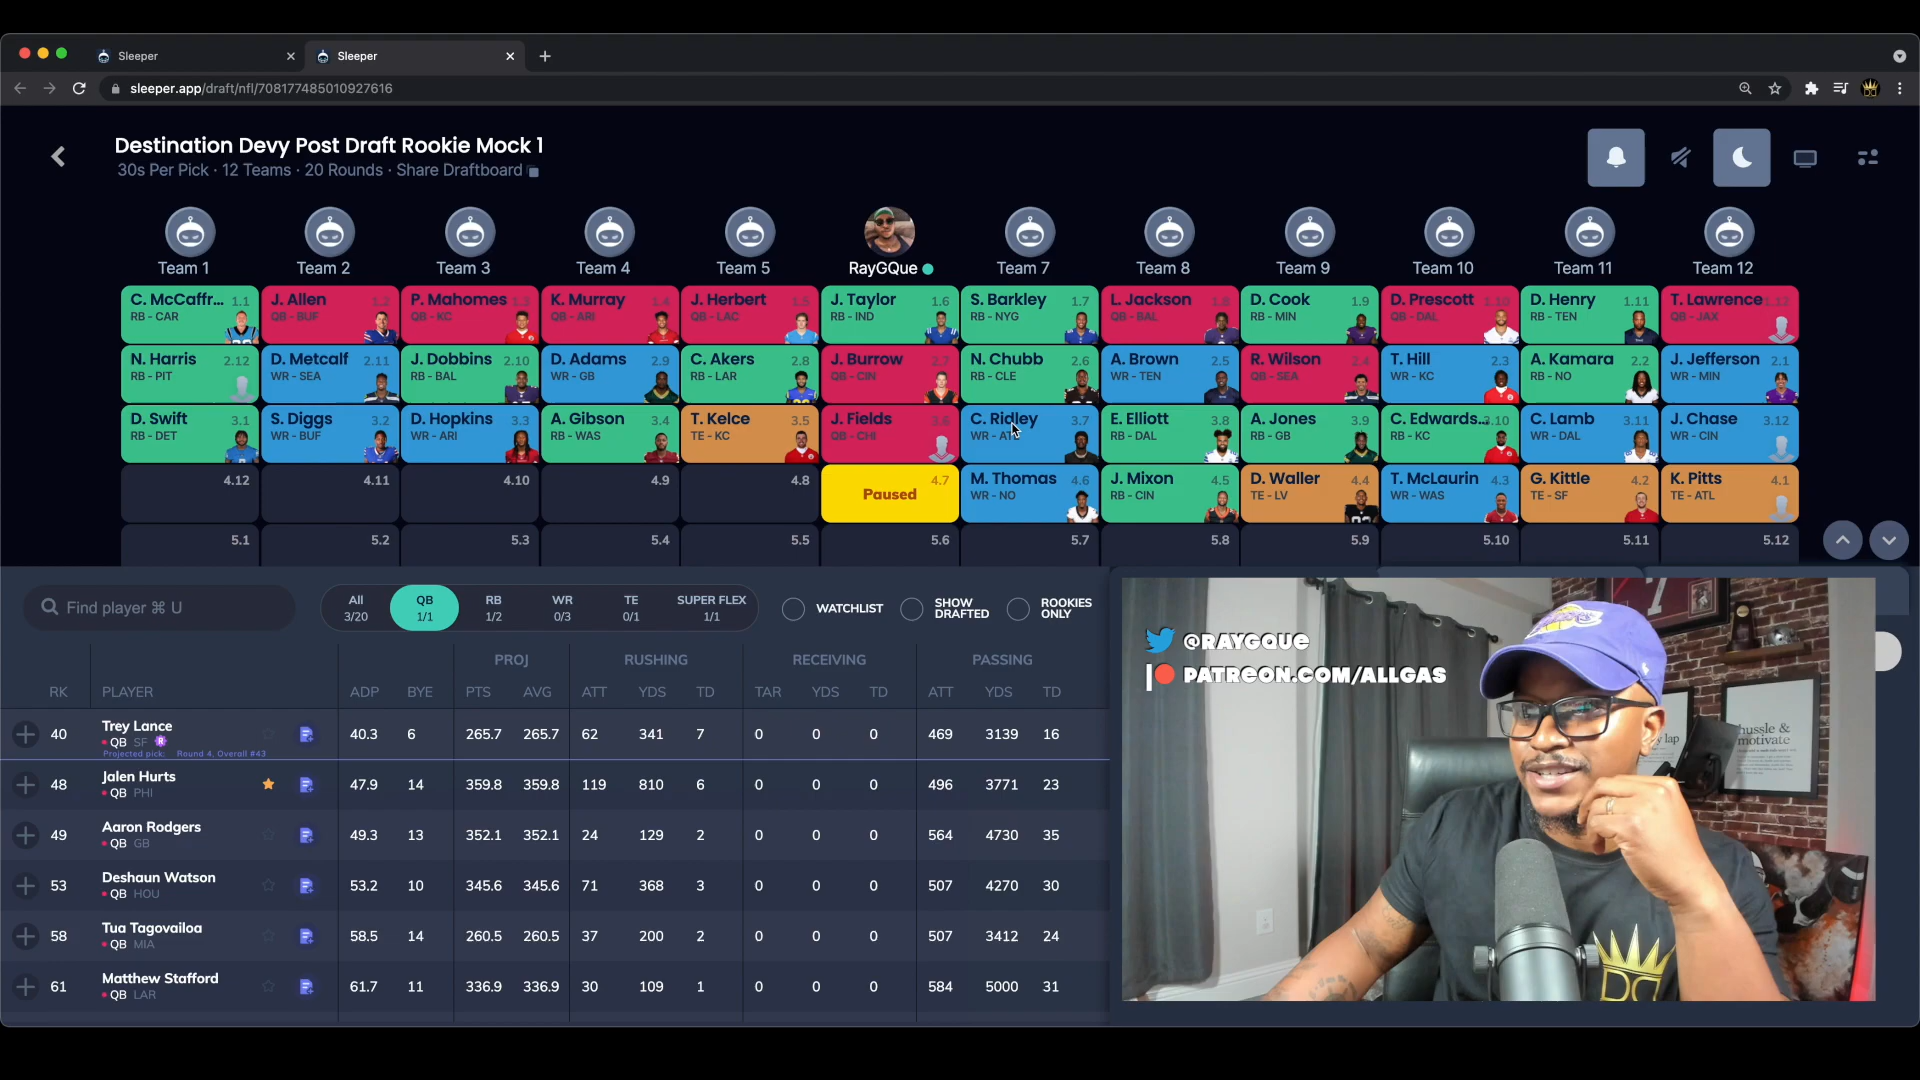 Sleeper
Sleeper
sleeper.app/draft/nfl/708177485010927616
Destination Devy Post Draft Rookie Mock 1
30s Per Pick · 12 Teams · 20 Rounds · Share Draftboard
Team 1 Team 2 Team 3 Team 4 Team 5 RayGQue Team 7 Team 8 Team 9 Team 10 Team 11 Team 12
C. McCaffr... 1.1 J. Allen 1.2 P. Mahomes 1.3 K. Murray 1.4 J. Herbert 1.5 J. Taylor 1.6 S. Barkley 1.7 L. Jackson 1.8 D. Cook 1.9 D. Prescott 1.10 D. Henry 1.11 T. Lawrence 1.12
RB - CAR QB - BUF QB - KC QB - ARI QB - LAC RB - IND RB - NYG QB - BAL RB - MIN QB - DAL RB - TEN QB - JAX
N. Harris 2.12 D. Metcalf 2.11 J. Dobbins 2.10 D. Adams 2.9 C. Akers 2.8 J. Burrow 2.7 N. Chubb 2.6 A. Brown 2.5 R. Wilson 2.4 T. Hill 2.3 A. Kamara 2.2 J. Jefferson 2.1
RB - PIT WR - SEA RB - BAL WR - GB RB - LAR QB - CIN RB - CLE WR - TEN QB - SEA WR - KC RB - NO WR - MIN
D. Swift 3.1 S. Diggs 3.2 D. Hopkins 3.3 A. Gibson 3.4 T. Kelce 3.5 J. Fields 3.6 C. Ridley 3.7 E. Elliott 3.8 A. Jones 3.9 C. Edwards... 3.10 C. Lamb 3.11 J. Chase 3.12
RB - DET WR - BUF WR - ARI RB - WAS TE - KC QB - CHI WR - ATL RB - DAL RB - GB RB - KC WR - DAL WR - CIN
4.12 4.11 4.10 4.9 4.8 Paused 4.7 M. Thomas 4.6 J. Mixon 4.5 D. Waller 4.4 T. McLaurin 4.3 G. Kittle 4.2 K. Pitts 4.1
WR - NO RB - CIN TE - LV WR - WAS TE - SF TE - ATL
5.1 5.2 5.3 5.4 5.5 5.6 5.7 5.8 5.9 5.10 5.11 5.12
Find player ⌘ U
All QB RB WR TE SUPER FLEX
3/20 1/1 1/2 0/3 0/1 1/1
WATCHLIST
SHOW DRAFTED
ROOKIES ONLY
PROJ RUSHING RECEIVING PASSING
RK PLAYER ADP BYE PTS AVG ATT YDS TD TAR YDS TD ATT YDS TD
40 Trey Lance 40.3 6 265.7 265.7 62 341 7 0 0 0 469 3139 16
QB SF R
Projected pick: Round 4, Overall #43
48 Jalen Hurts 47.9 14 359.8 359.8 119 810 6 0 0 0 496 3771 23
QB PHI
49 Aaron Rodgers 49.3 13 352.1 352.1 24 129 2 0 0 0 564 4730 35
QB GB
53 Deshaun Watson 53.2 10 345.6 345.6 71 368 3 0 0 0 507 4270 30
QB HOU
58 Tua Tagovailoa 58.5 14 260.5 260.5 37 200 2 0 0 0 507 3412 24
QB MIA
61 Matthew Stafford 61.7 11 336.9 336.9 30 109 1 0 0 0 584 5000 31
QB LAR
@RAYGQUE
PATREON.COM/ALLGAS
hustle &
motivate